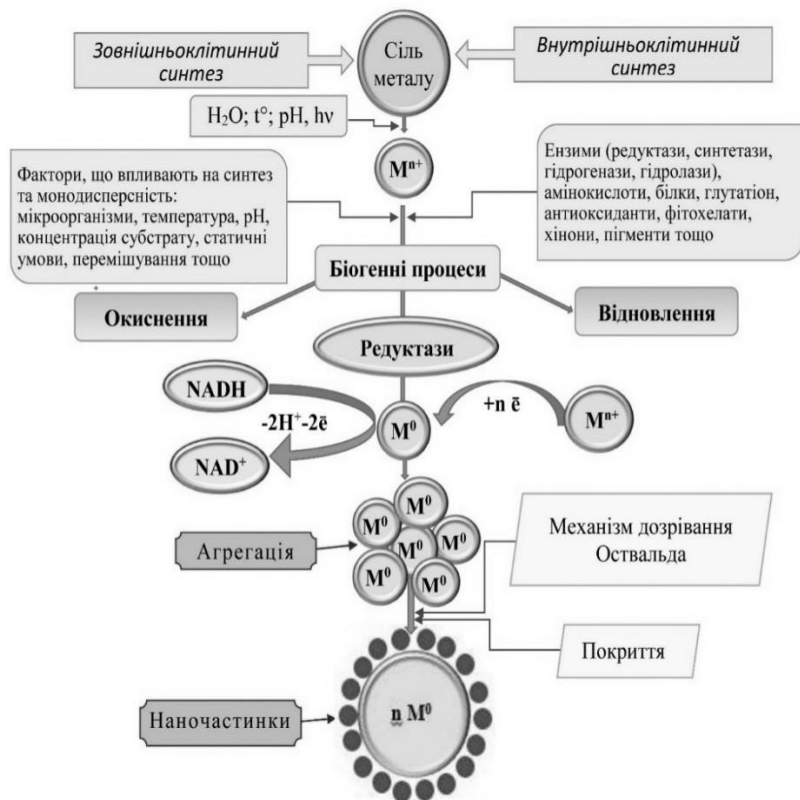 Зовнішньоклітинний
синтез
Сіль
металу
Внутрішньоклітинний
синтез
H₂O; t°; pH, hν
Mⁿ⁺
Фактори, що впливають на синтез
та монодисперсність:
мікроорганізми, температура, pH,
концентрація субстрату, статичні
умови, перемішування тощо
Ензими (редуктази, синтетази,
гідрогенази, гідролази),
амінокислоти, білки, глутатіон,
антиоксиданти, фітохелати,
хінони, пігменти тощо
Біогенні процеси
Окиснення
Відновлення
Редуктази
NADH
-2H⁺-2ē
NAD⁺
M⁰
+n ē
Mⁿ⁺
M⁰
M⁰
M⁰
M⁰
M⁰
M⁰
Агрегація
Механізм дозрівання
Оствальда
Покриття
Наночастинки
n M⁰